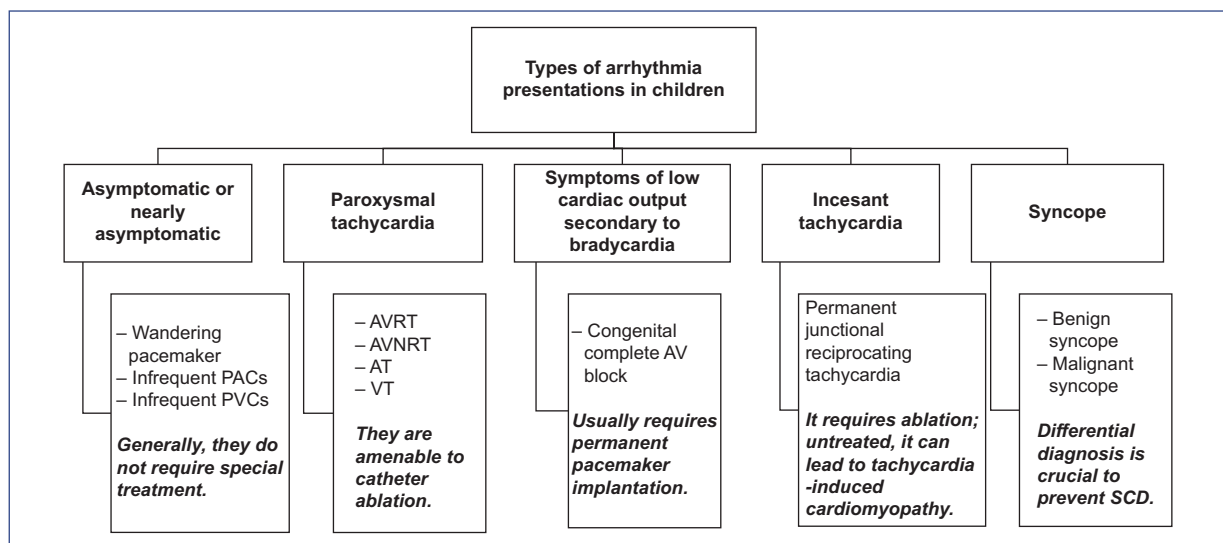 Types of arrhythmia
presentations in children
Asymptomatic or
nearly
asymptomatic
Paroxysmal
tachycardia
Symptoms of low
cardiac output
secondary to
bradycardia
Incesant
tachycardia
Syncope
– Wandering
pacemaker
– Infrequent PACs
– Infrequent PVCs
Generally, they do
not require special
treatment.
– AVRT
– AVNRT
– AT
– VT
They are
amenable to
catheter
ablation.
– Congenital
complete AV
block
Usually requires
permanent
pacemaker
implantation.
Permanent
junctional
reciprocating
tachycardia
It requires ablation;
untreated, it can
lead to tachycardia
-induced
cardiomyopathy.
– Benign
syncope
– Malignant
syncope
Differential
diagnosis is
crucial to
prevent SCD.